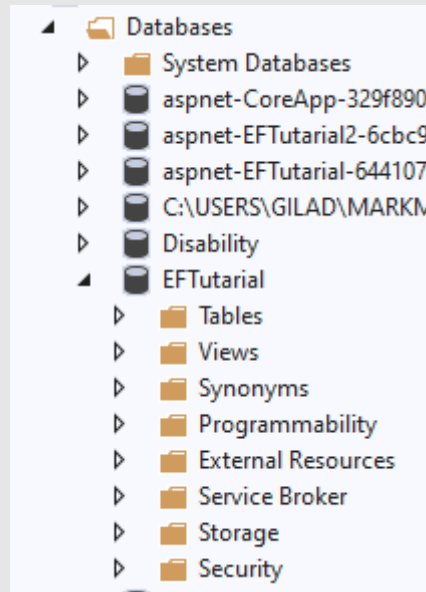 Databases
System Databases
aspnet-CoreApp-329f890
aspnet-EFTutarial2-6cbc9
aspnet-EFTutarial-644107
C:\USERS\GILAD\MARKM
Disability
EFTutarial
Tables
Views
Synonyms
Programmability
External Resources
Service Broker
Storage
Security